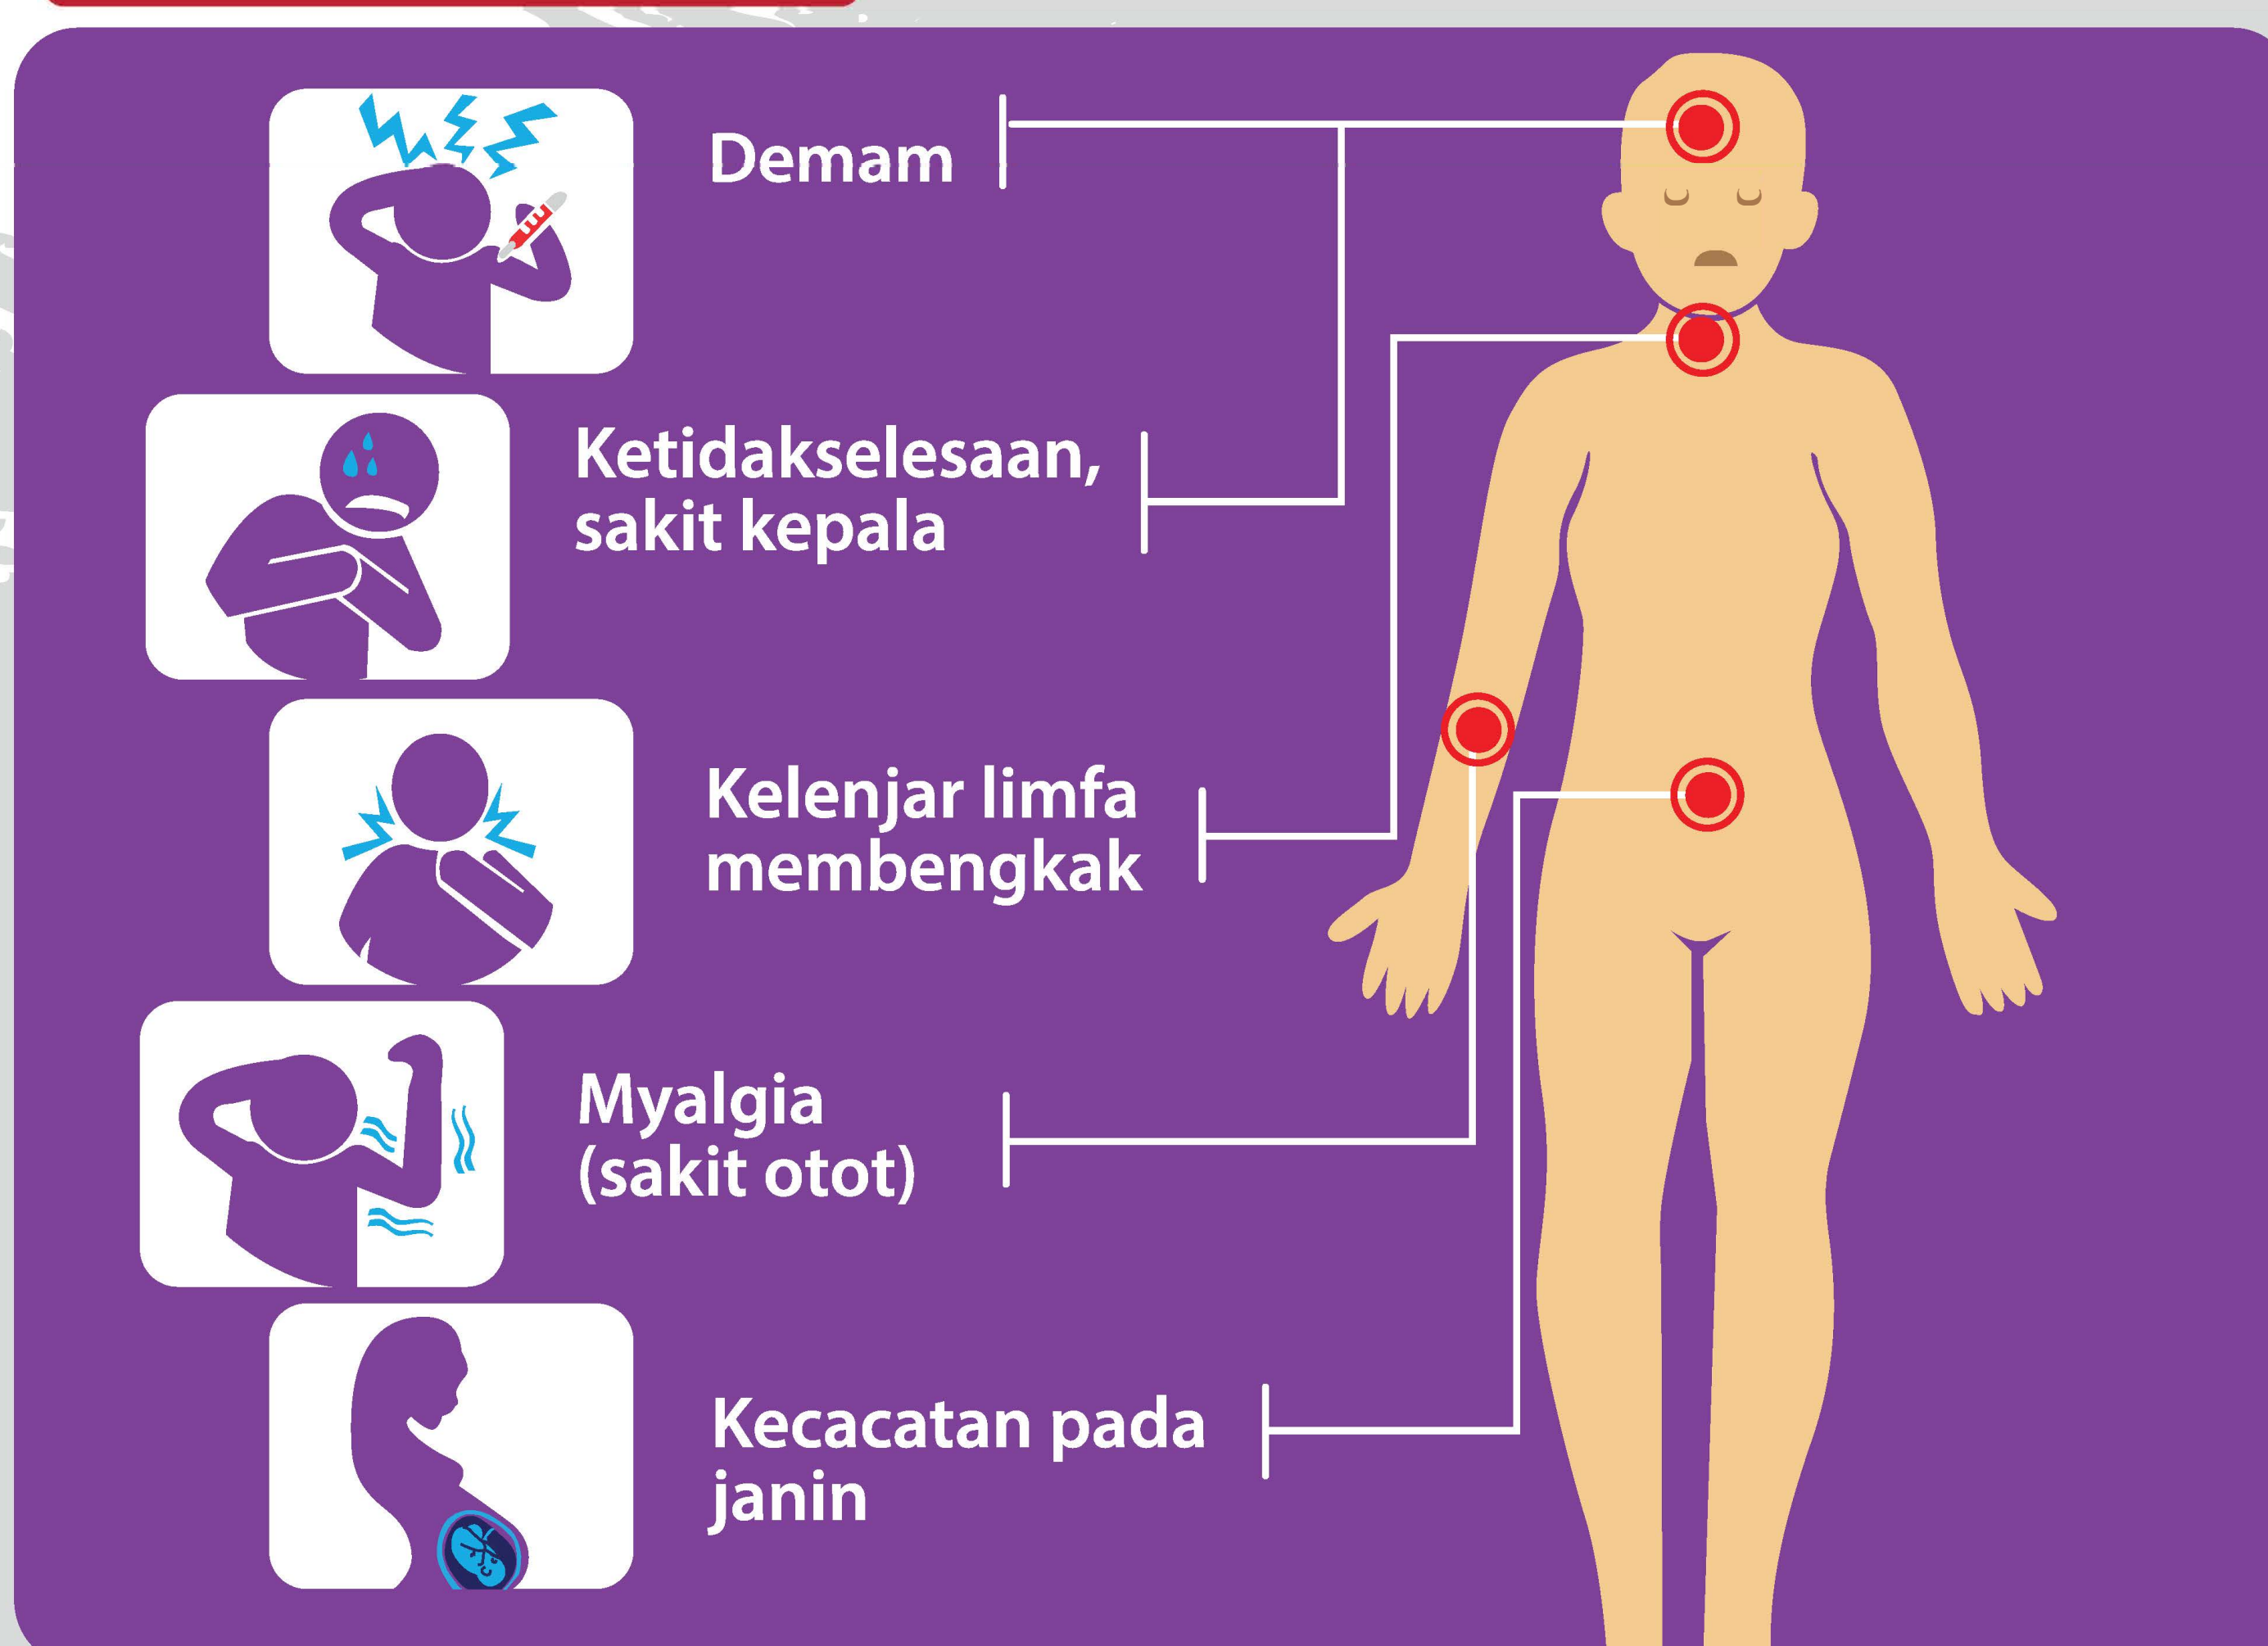 Demam
Ketidakselesaan,
sakit kepala
Kelenjar limfa
membengkak
Myalgia
(sakit otot)
Kecacatan pada
janin